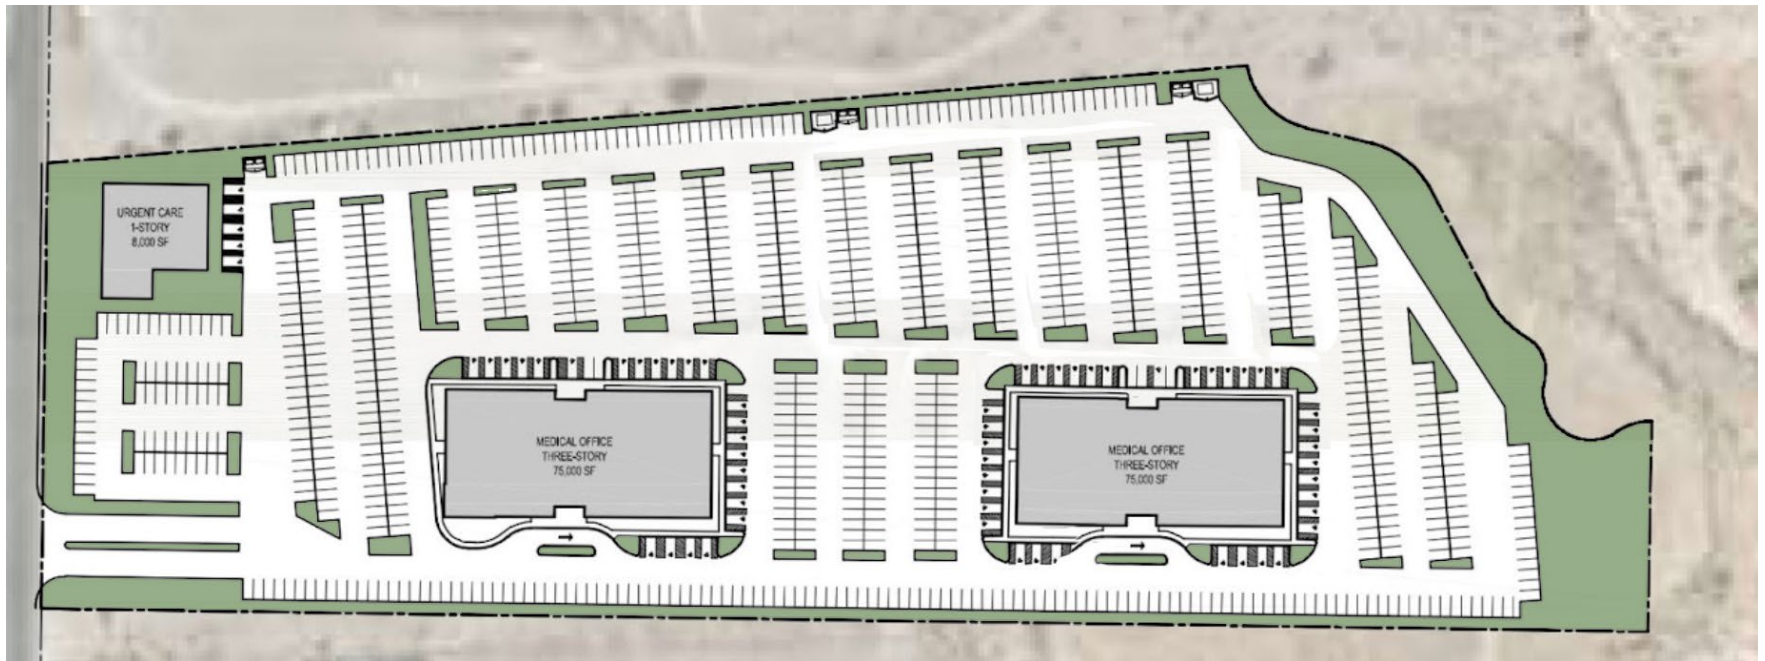 URGENT CARE
1-STORY
8,000 SF
MEDICAL OFFICE
THREE-STORY
75,000 SF
MEDICAL OFFICE
THREE-STORY
75,000 SF